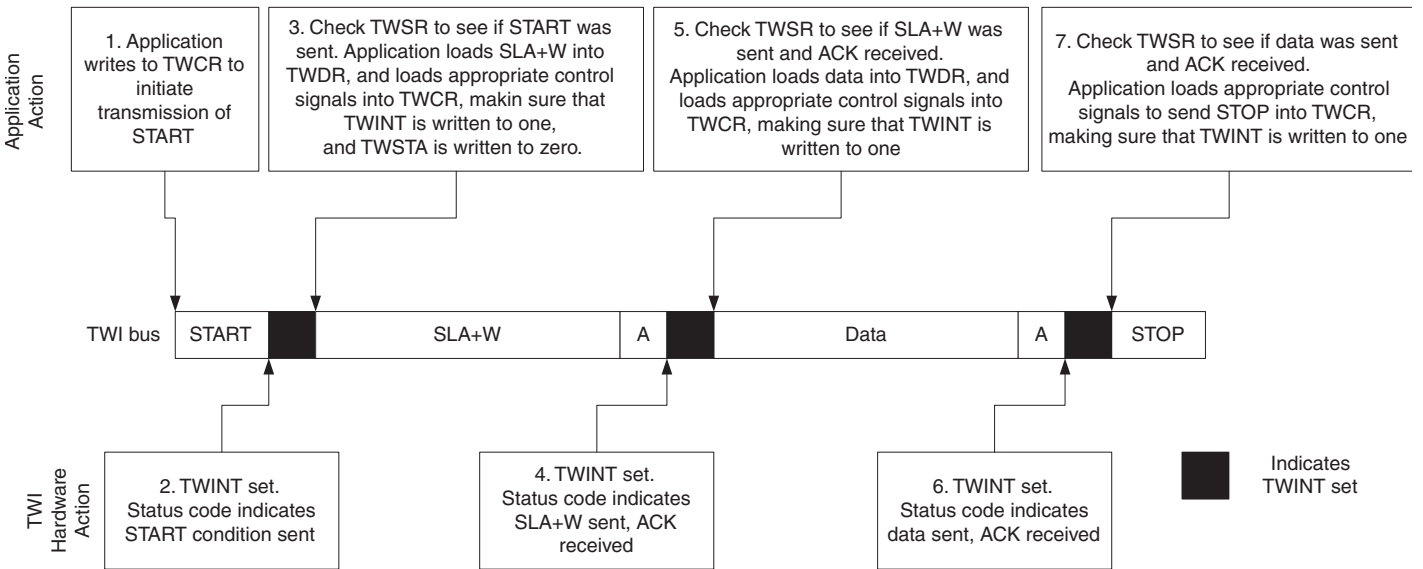 Application
Action
1. Application
writes to TWCR to
initiate
transmission of
START
3. Check TWSR to see if START was
sent. Application loads SLA+W into
TWDR, and loads appropriate control
signals into TWCR, makin sure that
TWINT is written to one,
and TWSTA is written to zero.
5. Check TWSR to see if SLA+W was
sent and ACK received.
Application loads data into TWDR, and
loads appropriate control signals into
TWCR, making sure that TWINT is
written to one
7. Check TWSR to see if data was sent
and ACK received.
Application loads appropriate control
signals to send STOP into TWCR,
making sure that TWINT is written to one
TWI bus
START
SLA+W
A
Data
A
STOP
TWI
Hardware
Action
2. TWINT set.
Status code indicates
START condition sent
4. TWINT set.
Status code indicates
SLA+W sent, ACK
received
6. TWINT set.
Status code indicates
data sent, ACK received
Indicates
TWINT set